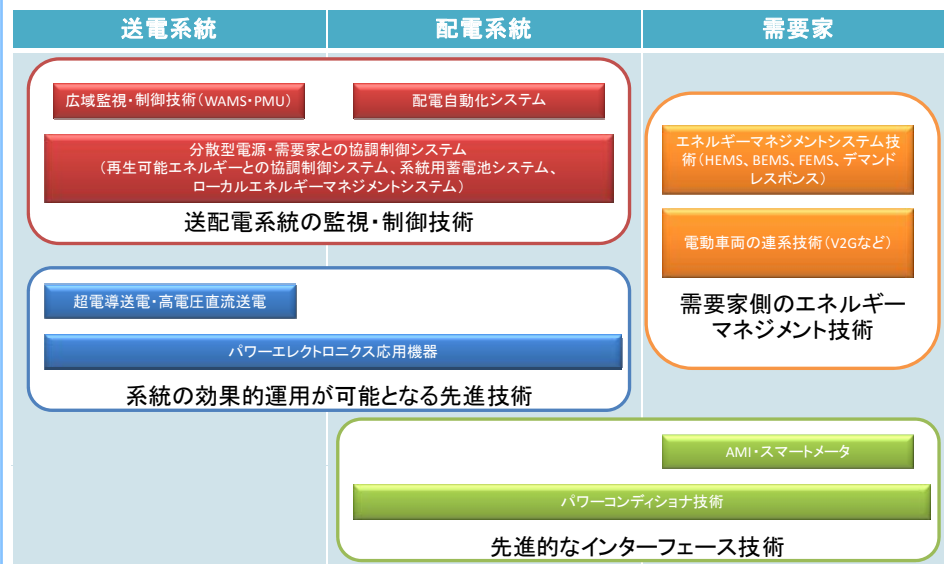 送電系統
配電系統
需要家
広域監視・制御技術(WAMS・PMU)
配電自動化システム
分散型電源・需要家との協調制御システム
(再生可能エネルギーとの協調制御システム、系統用蓄電池システム、
ローカルエネルギーマネジメントシステム)
送配電系統の監視・制御技術
エネルギーマネジメントシステム技
術(HEMS、BEMS、FEMS、デマンド
レスポンス)
電動車両の連系技術(V2Gなど)
需要家側のエネルギー
マネジメント技術
超電導送電・高電圧直流送電
パワーエレクトロニクス応用機器
系統の効果的運用が可能となる先進技術
AMI・スマートメータ
パワーコンディショナ技術
先進的なインターフェース技術